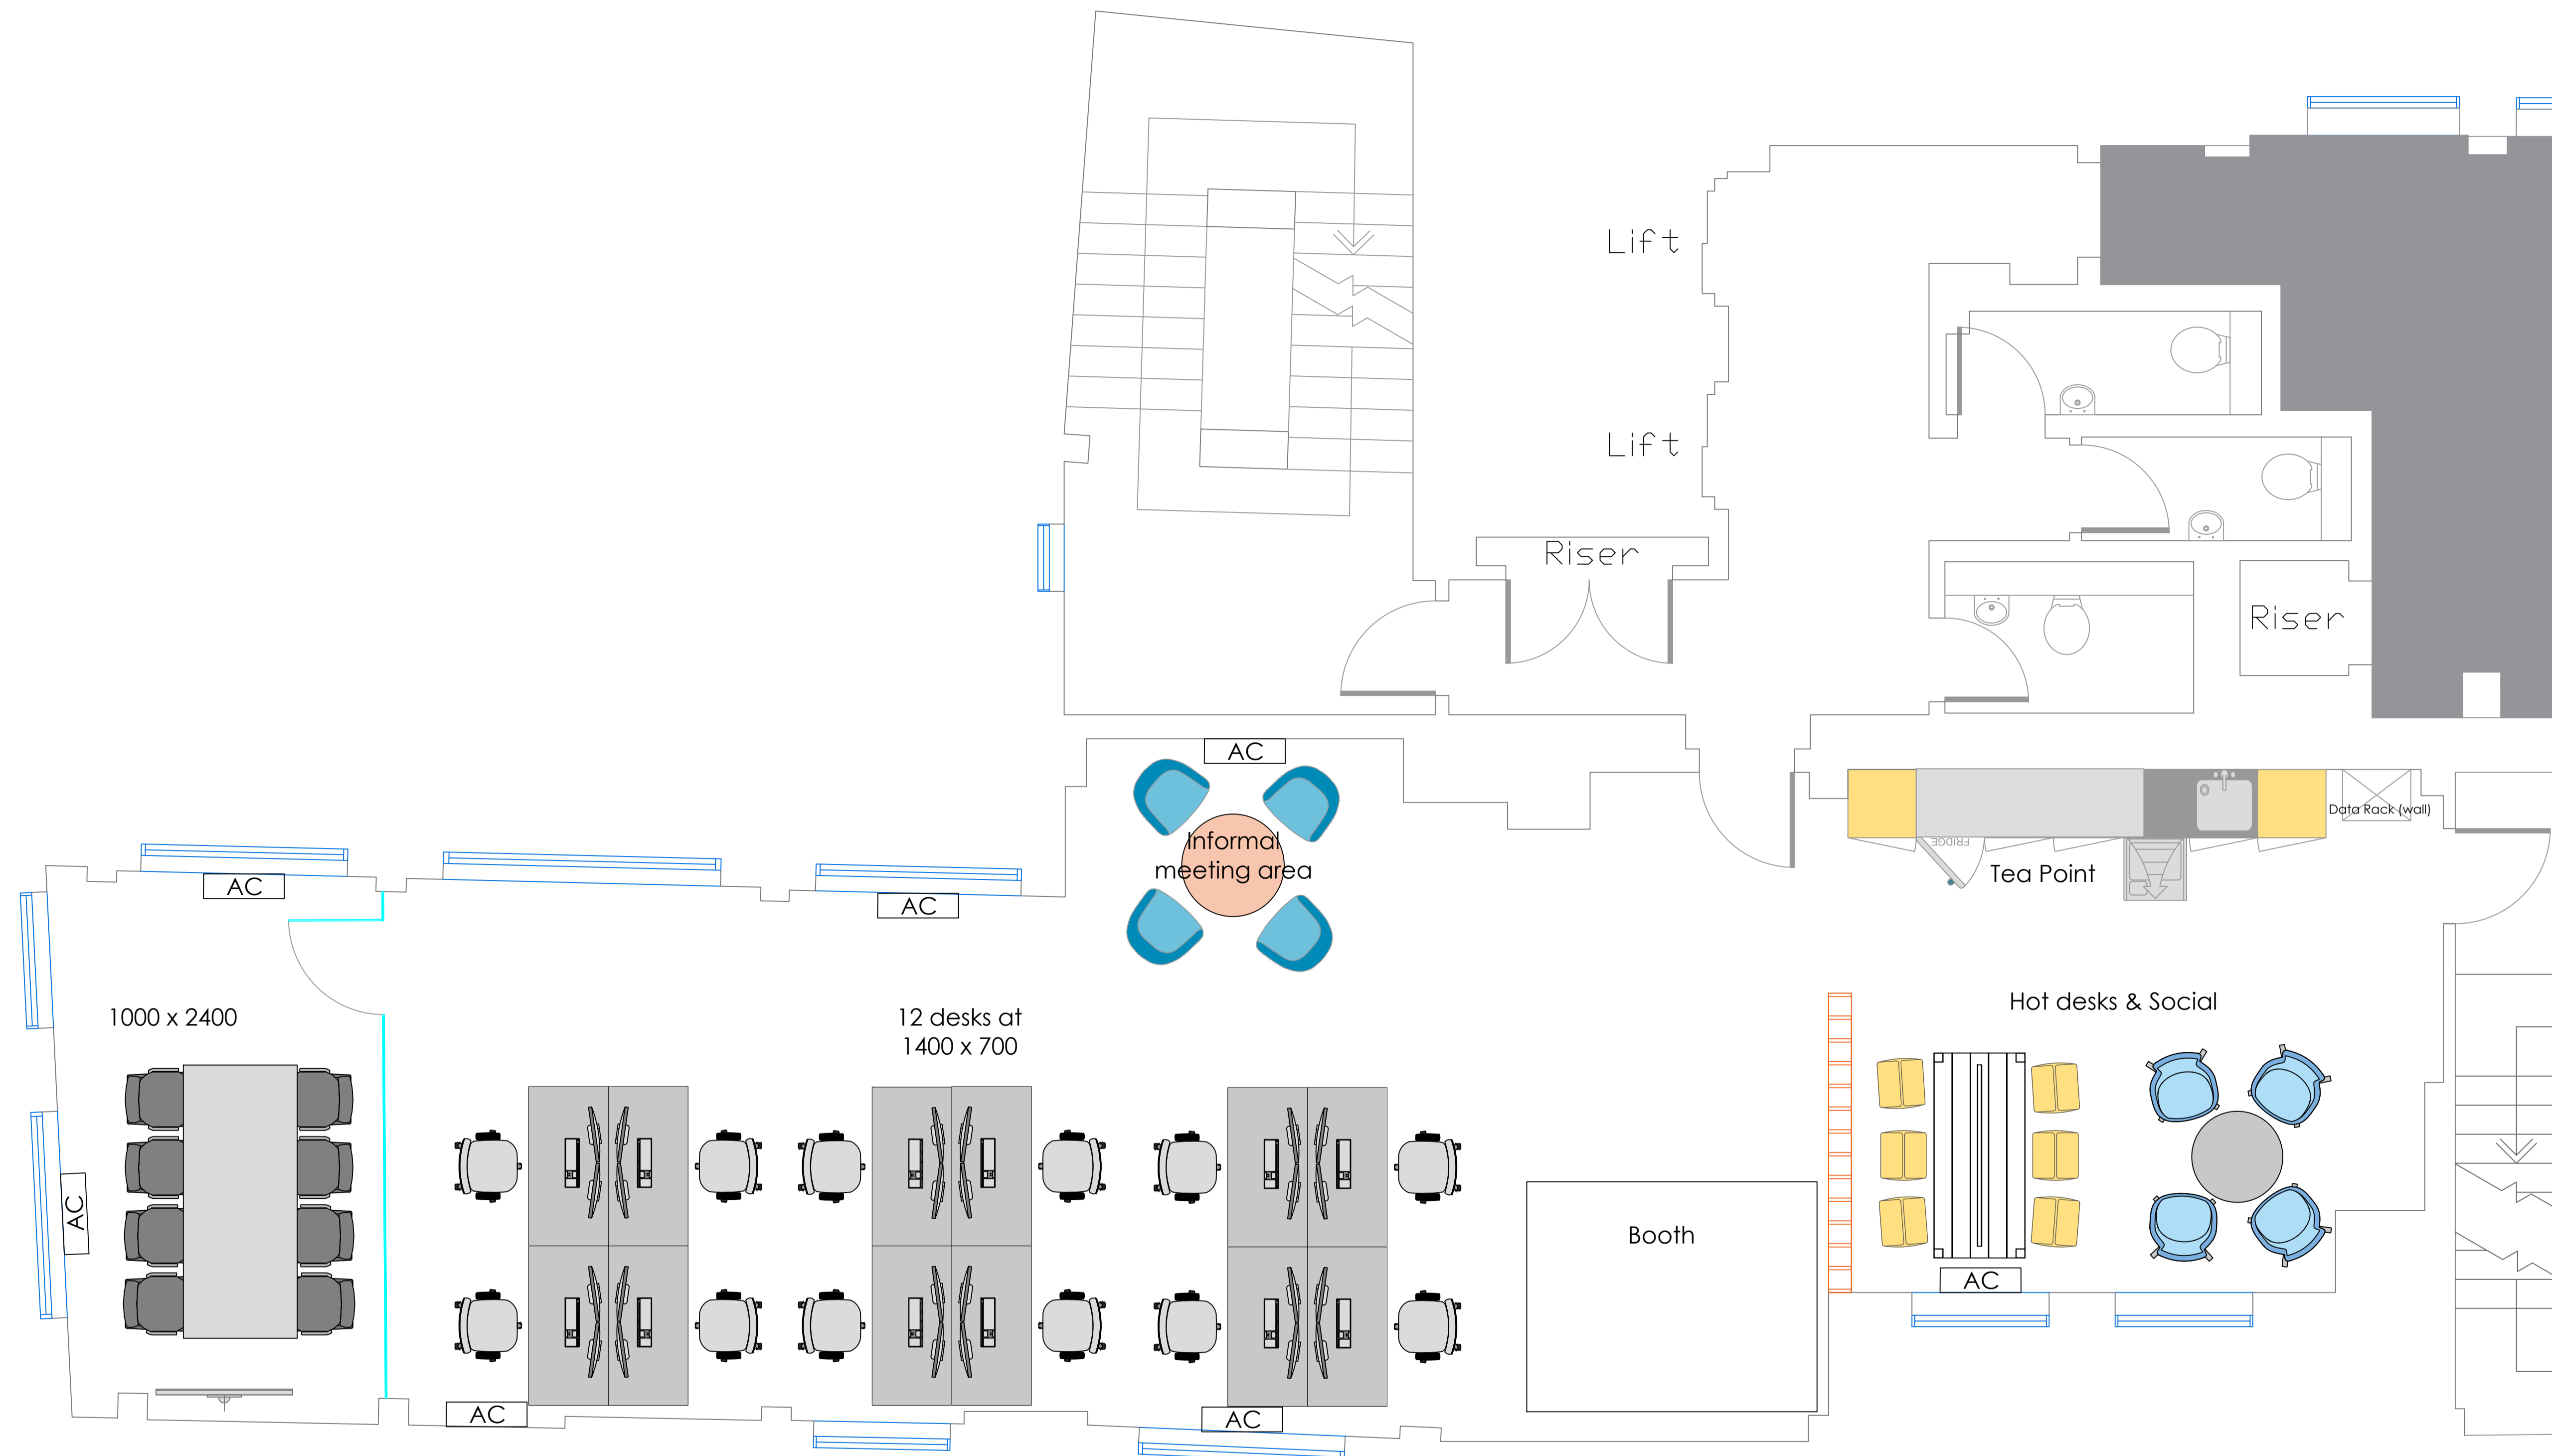 Lift
Lift
Riser
Riser
AC
Informal
meeting area
AC
AC
FRIDGE
Tea Point
Data Rack (wall)
1000 x 2400
12 desks at
1400 x 700
Hot desks & Social
AC
Booth
AC
AC
AC